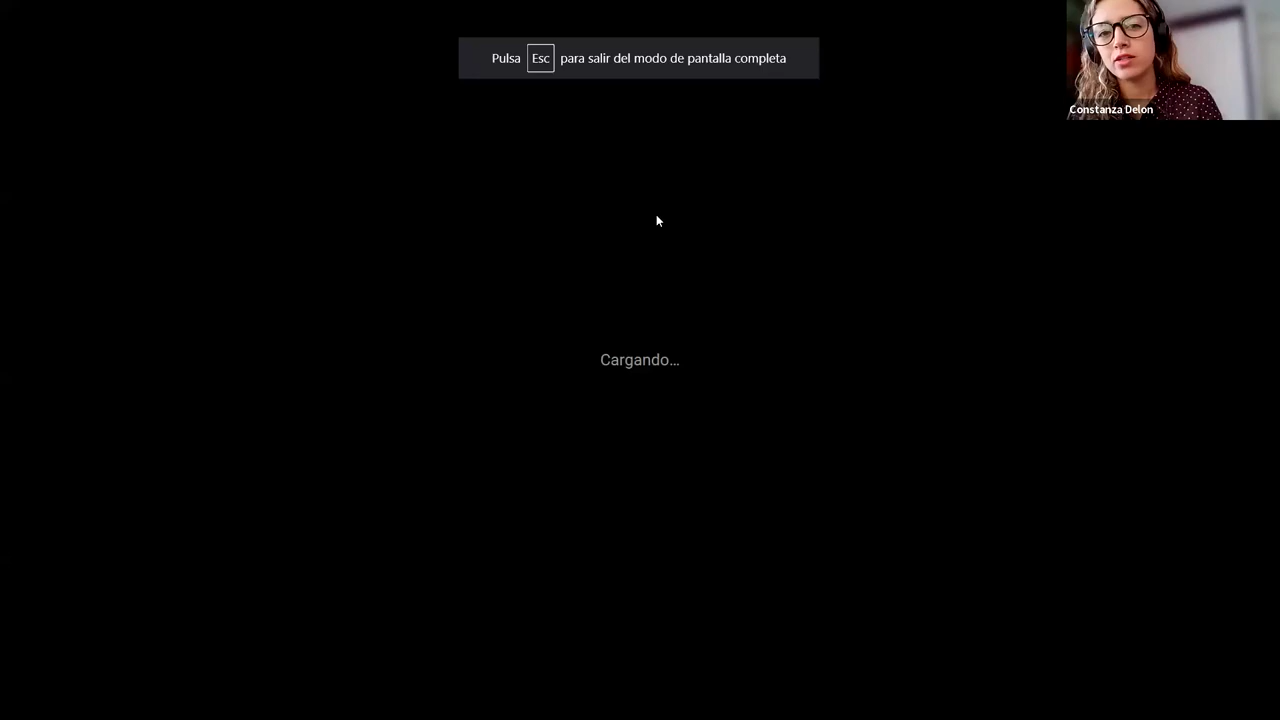 Pulsa Esc para salir del modo de pantalla completa
Constanza Delon
Cargando...